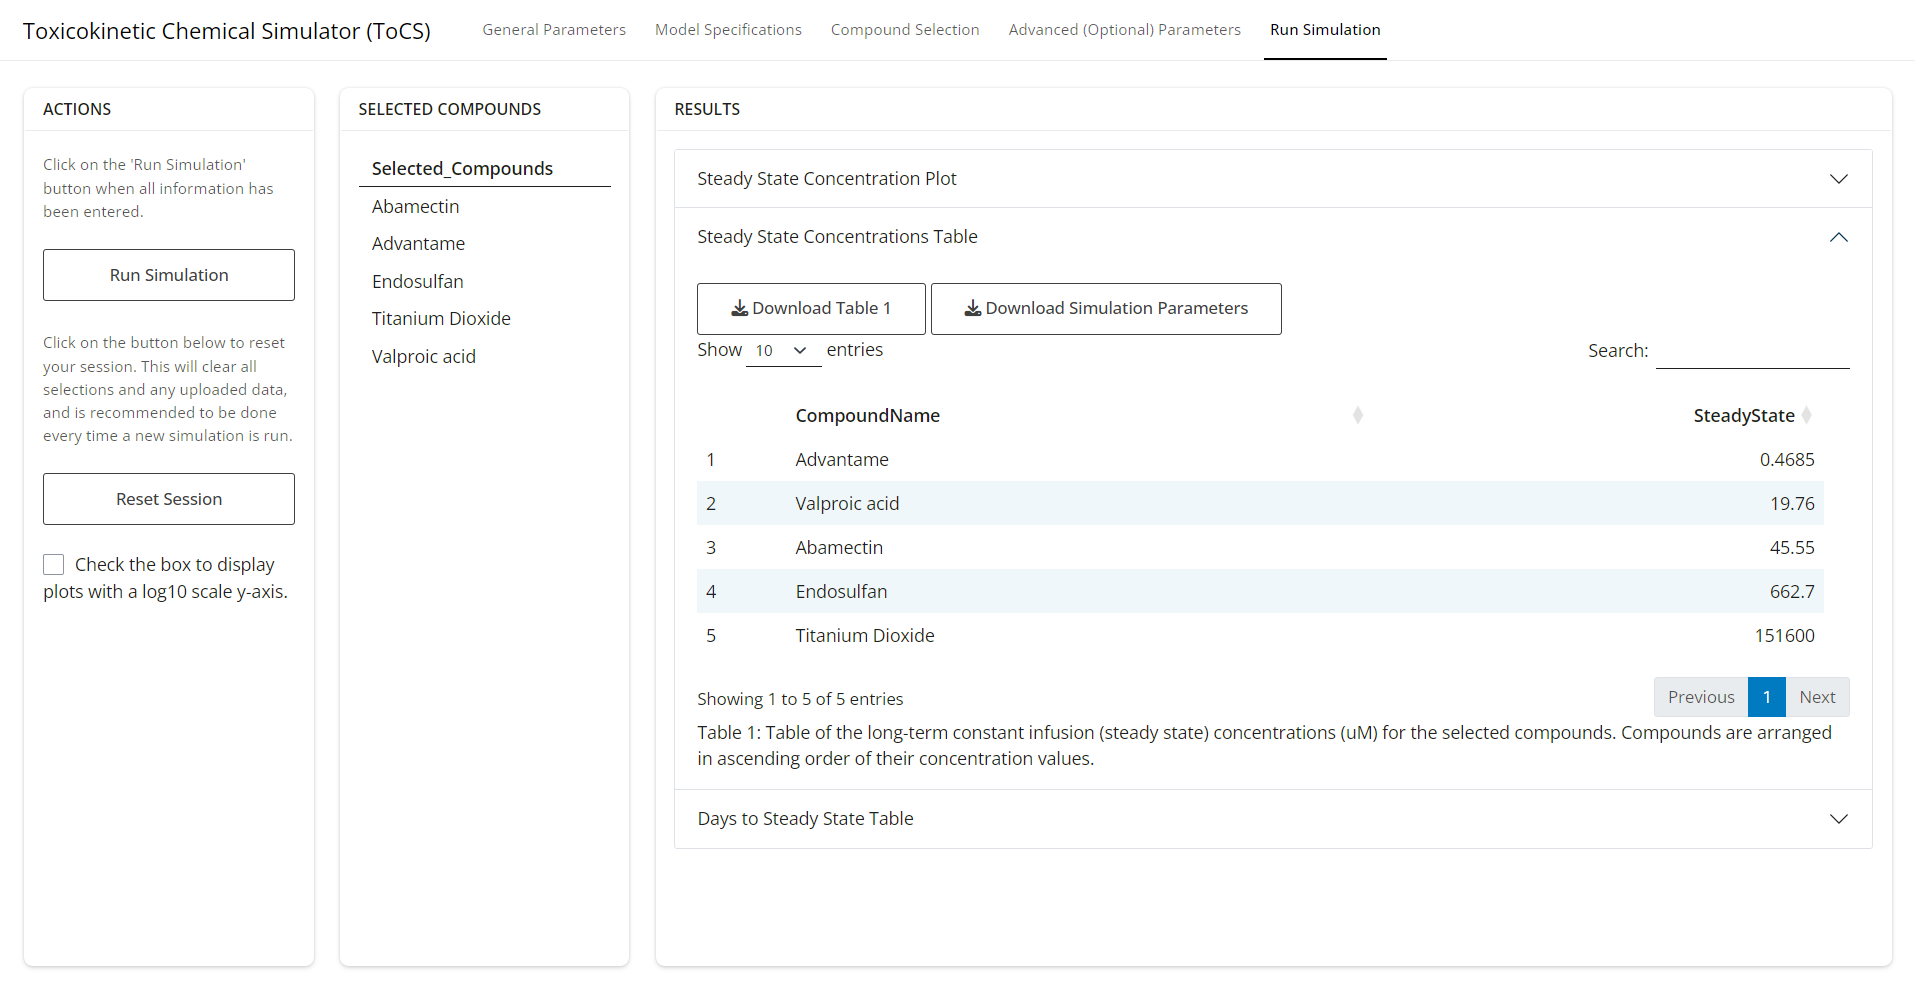 Toxicokinetic Chemical Simulator (ToCS)
General Parameters
Model Specifications
Compound Selection
Advanced (Optional) Parameters
Run Simulation
ACTIONS
Click on the 'Run Simulation'
button when all information has
been entered.
Run Simulation
Click on the button below to reset
your session. This will clear all
selections and any uploaded data,
and is recommended to be done
every time a new simulation is run.
Reset Session
Check the box to display
plots with a log10 scale y-axis.
SELECTED COMPOUNDS
Selected_Compounds
Abamectin
Advantame
Endosulfan
Titanium Dioxide
Valproic acid
RESULTS
Steady State Concentration Plot
Steady State Concentrations Table
Download Table 1
Download Simulation Parameters
Show 10 entries
Search:
CompoundName SteadyState
1 Advantame 0.4685
2 Valproic acid 19.76
3 Abamectin 45.55
4 Endosulfan 662.7
5 Titanium Dioxide 151600
Showing 1 to 5 of 5 entries
Previous 1 Next
Table 1: Table of the long-term constant infusion (steady state) concentrations (uM) for the selected compounds. Compounds are arranged
in ascending order of their concentration values.
Days to Steady State Table